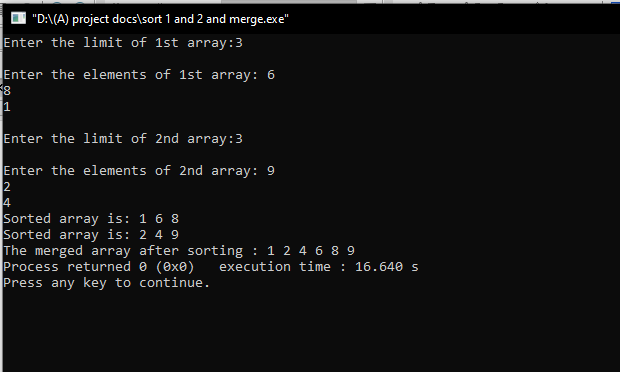 "D:\(A) project docs\sort 1 and 2 and merge.exe"
Enter the limit of 1st array:3
Enter the elements of 1st array: 6
8
1
Enter the limit of 2nd array:3
Enter the elements of 2nd array: 9
2
4
Sorted array is: 1 6 8
Sorted array is: 2 4 9
The merged array after sorting : 1 2 4 6 8 9
Process returned 0 (0x0)   execution time : 16.640 s
Press any key to continue.